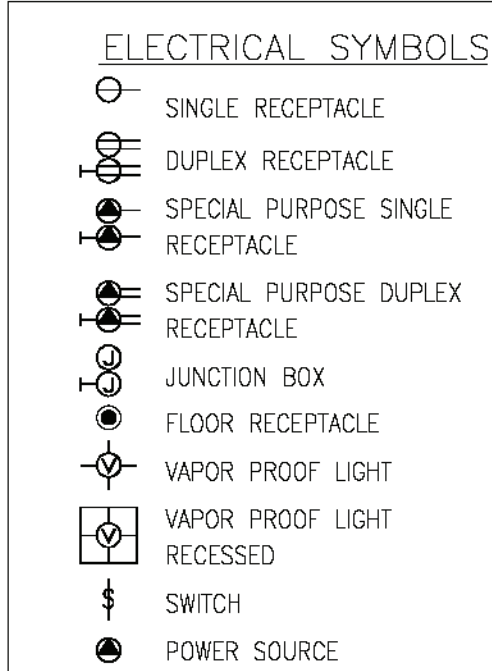 ELECTRICAL SYMBOLS
SINGLE RECEPTACLE
DUPLEX RECEPTACLE
SPECIAL PURPOSE SINGLE
RECEPTACLE
SPECIAL PURPOSE DUPLEX
RECEPTACLE
J
J
JUNCTION BOX
FLOOR RECEPTACLE
V
VAPOR PROOF LIGHT
V
VAPOR PROOF LIGHT
RECESSED
$
SWITCH
POWER SOURCE